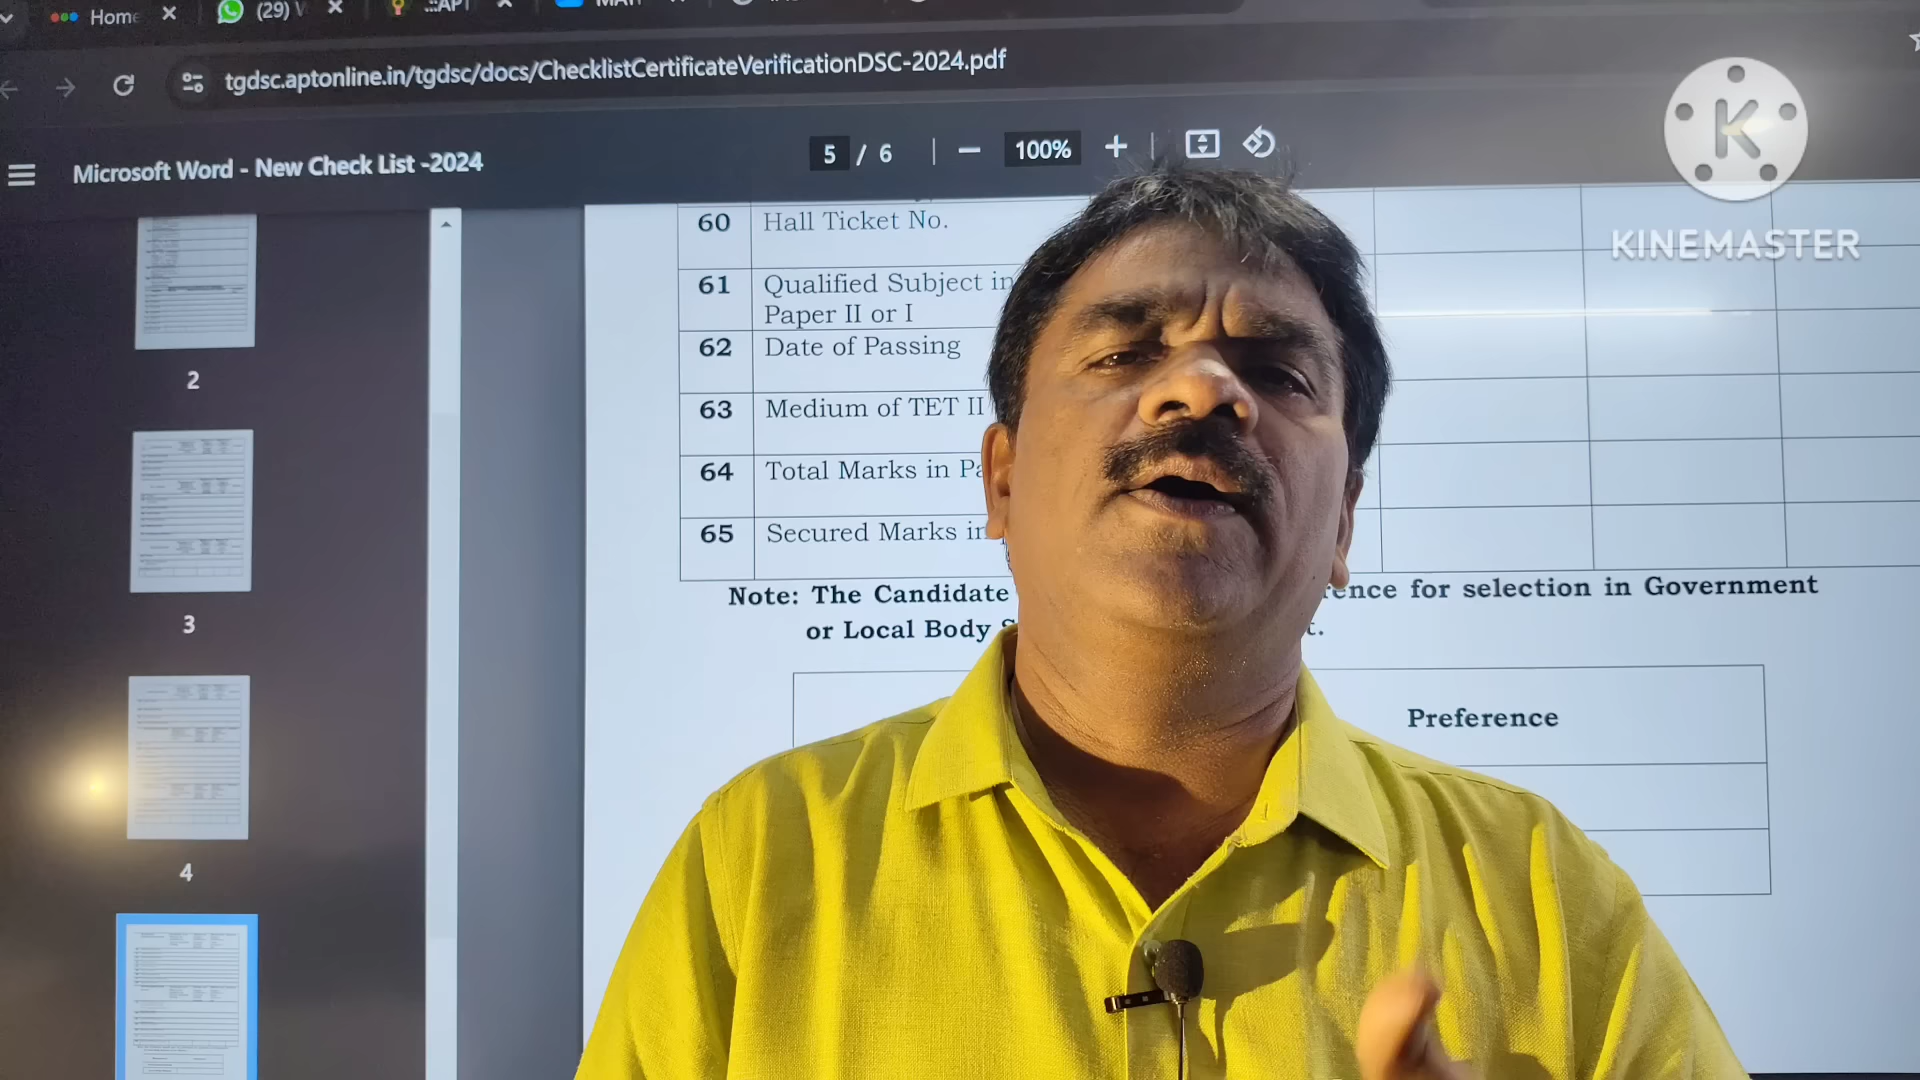 Home
(29)
tgdsc.aptonline.in/tgdsc/docs/ChecklistCertificateVerificationDSC-2024.pdf
Microsoft Word - New Check List -2024
5 / 6
100%
K
KINEMASTER
60 Hall Ticket No.
61 Qualified Subject in
Paper II or I
62 Date of Passing
63 Medium of TET II
64 Total Marks in
65 Secured Marks in
Note: The Candidate for selection in Government
or Local Body
Preference
2
3
4